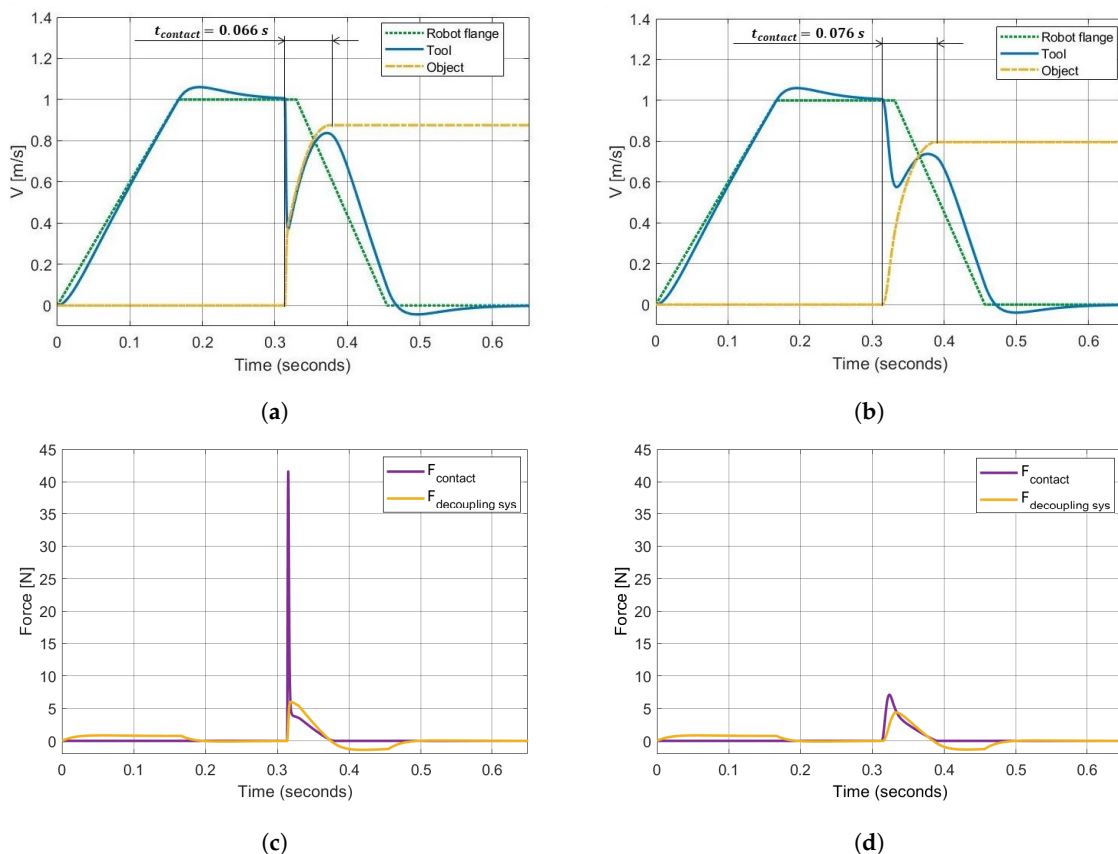 1.4
1.2
1
0.8
0.6
0.4
0.2
0
V [m/s]
t_contact = 0.066 s
Robot flange
Tool
Object
0 0.1 0.2 0.3 0.4 0.5 0.6
Time (seconds)
(a)
1.4
1.2
1
0.8
0.6
0.4
0.2
0
V [m/s]
t_contact = 0.076 s
Robot flange
Tool
Object
0 0.1 0.2 0.3 0.4 0.5 0.6
Time (seconds)
(b)
45
40
35
30
25
20
15
10
5
0
Force [N]
F_contact
F_decoupling sys
0 0.1 0.2 0.3 0.4 0.5 0.6
Time (seconds)
(c)
45
40
35
30
25
20
15
10
5
0
Force [N]
F_contact
F_decoupling sys
0 0.1 0.2 0.3 0.4 0.5 0.6
Time (seconds)
(d)